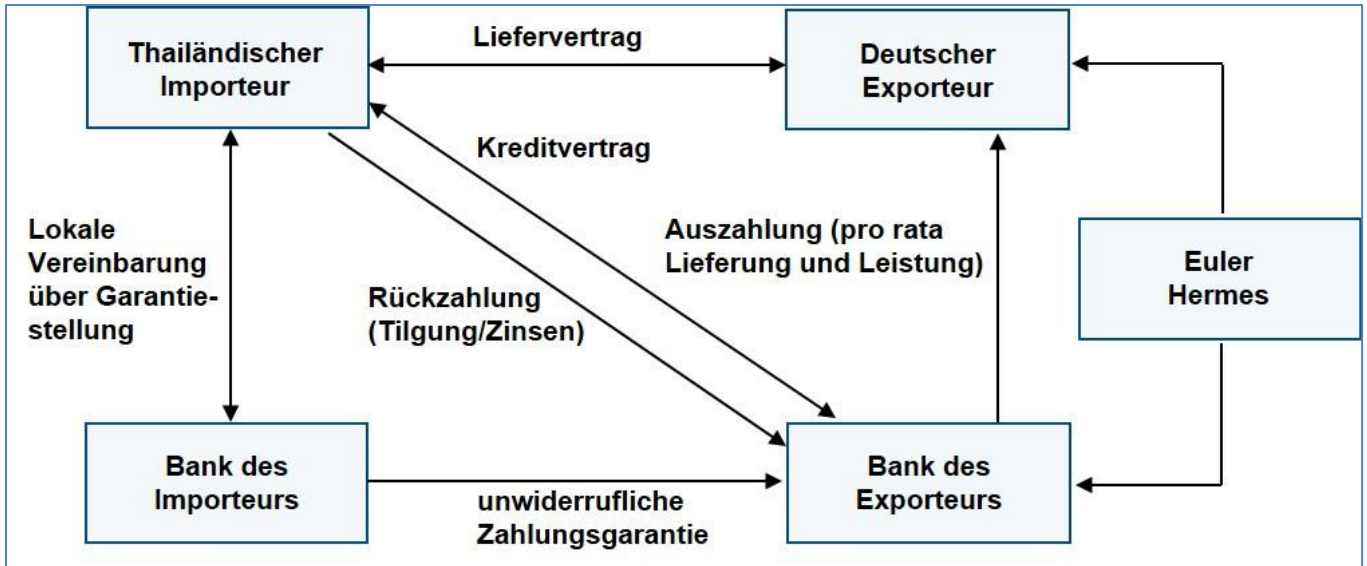 Thailändischer
Importeur
Liefervertrag
Deutscher
Exporteur
Kreditvertrag
Lokale
Vereinbarung
über Garantie-
stellung
Rückzahlung
(Tilgung/Zinsen)
Auszahlung (pro rata
Lieferung und Leistung)
Euler
Hermes
Bank des
Importeurs
unwiderrufliche
Zahlungsgarantie
Bank des
Exporteurs